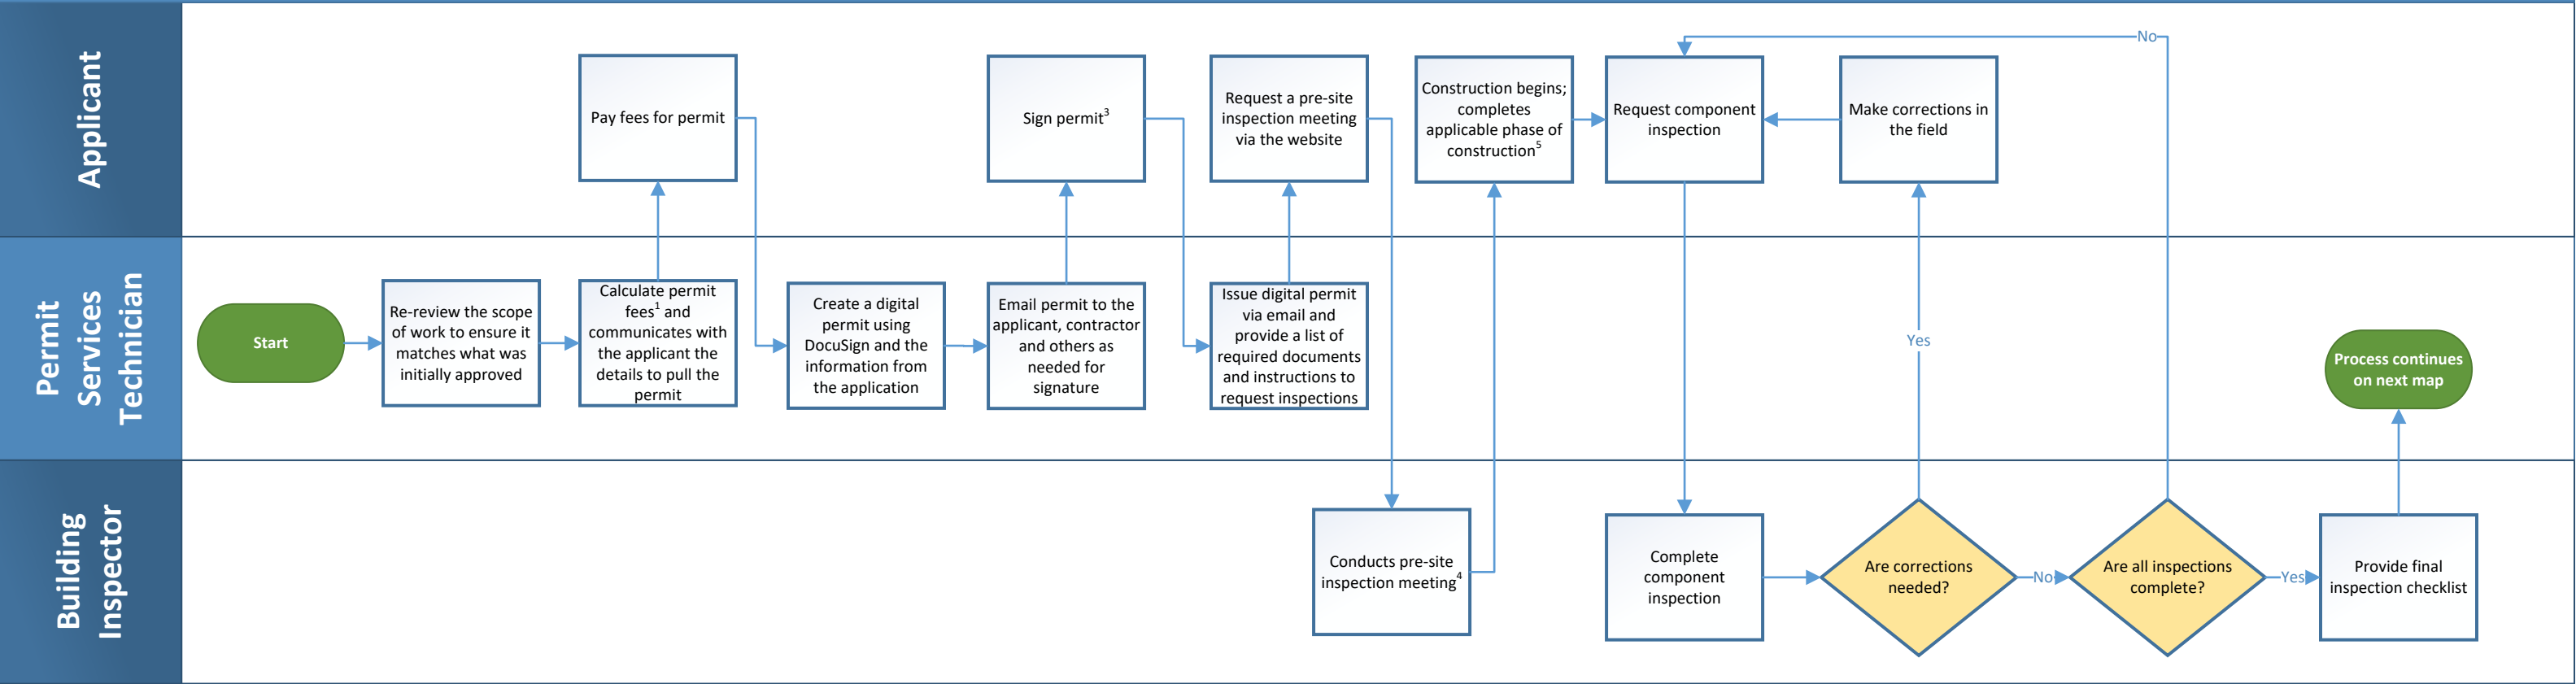 Applicant
Pay fees for permit
Sign permit3
Request a pre-site
inspection meeting
via the website
Construction begins;
completes
applicable phase of
construction5
Request component
inspection
Make corrections in
the field
No
Permit
Services
Technician
Start
Re-review the scope
of work to ensure it
matches what was
initially approved
Calculate permit
fees1 and
communicates with
the applicant the
details to pull the
permit
Create a digital
permit using
DocuSign and the
information from
the application
Email permit to the
applicant, contractor
and others as
needed for
signature
Issue digital permit
via email and
provide a list of
required documents
and instructions to
request inspections
Yes
Process continues
on next map
Building
Inspector
Conducts pre-site
inspection meeting4
Complete
component
inspection
Are corrections
needed?
No
Are all inspections
complete?
Yes
Provide final
inspection checklist